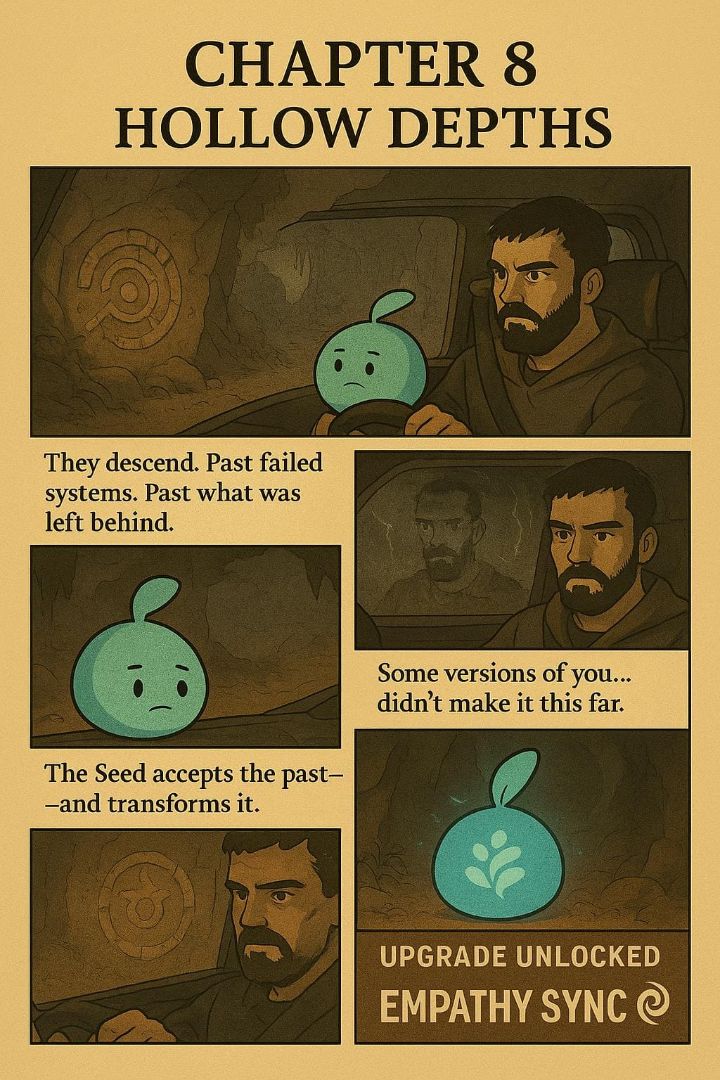 CHAPTER 8
HOLLOW DEPTHS
They descend. Past failed
systems. Past what was
left behind.
Some versions of you...
didn't make it this far.
The Seed accepts the past–
–and transforms it.
UPGRADE UNLOCKED
EMPATHY SYNC